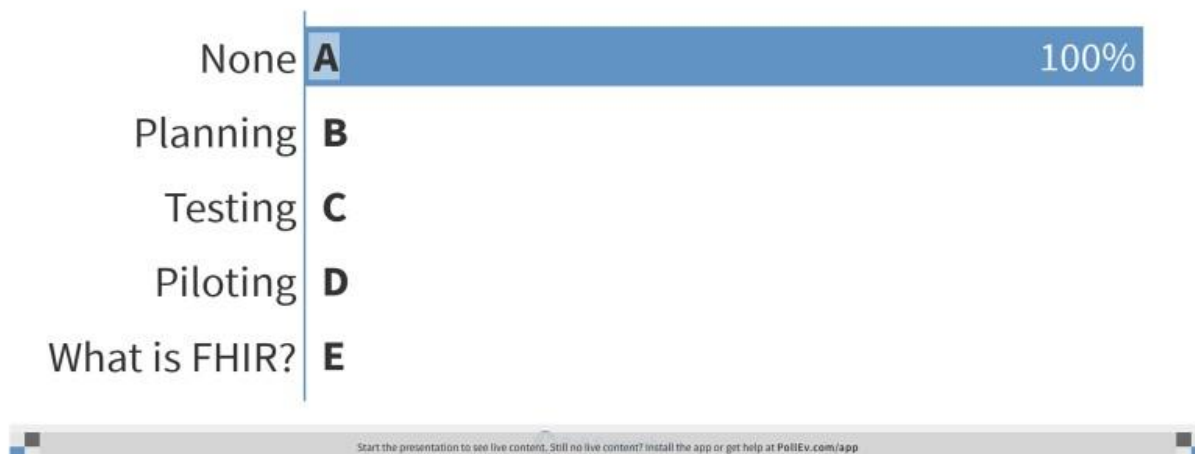 None A 100%
Planning B
Testing C
Piloting D
What is FHIR? E
Start the presentation to see live content. Still no live content? Install the app or get help at PollEv.com/app